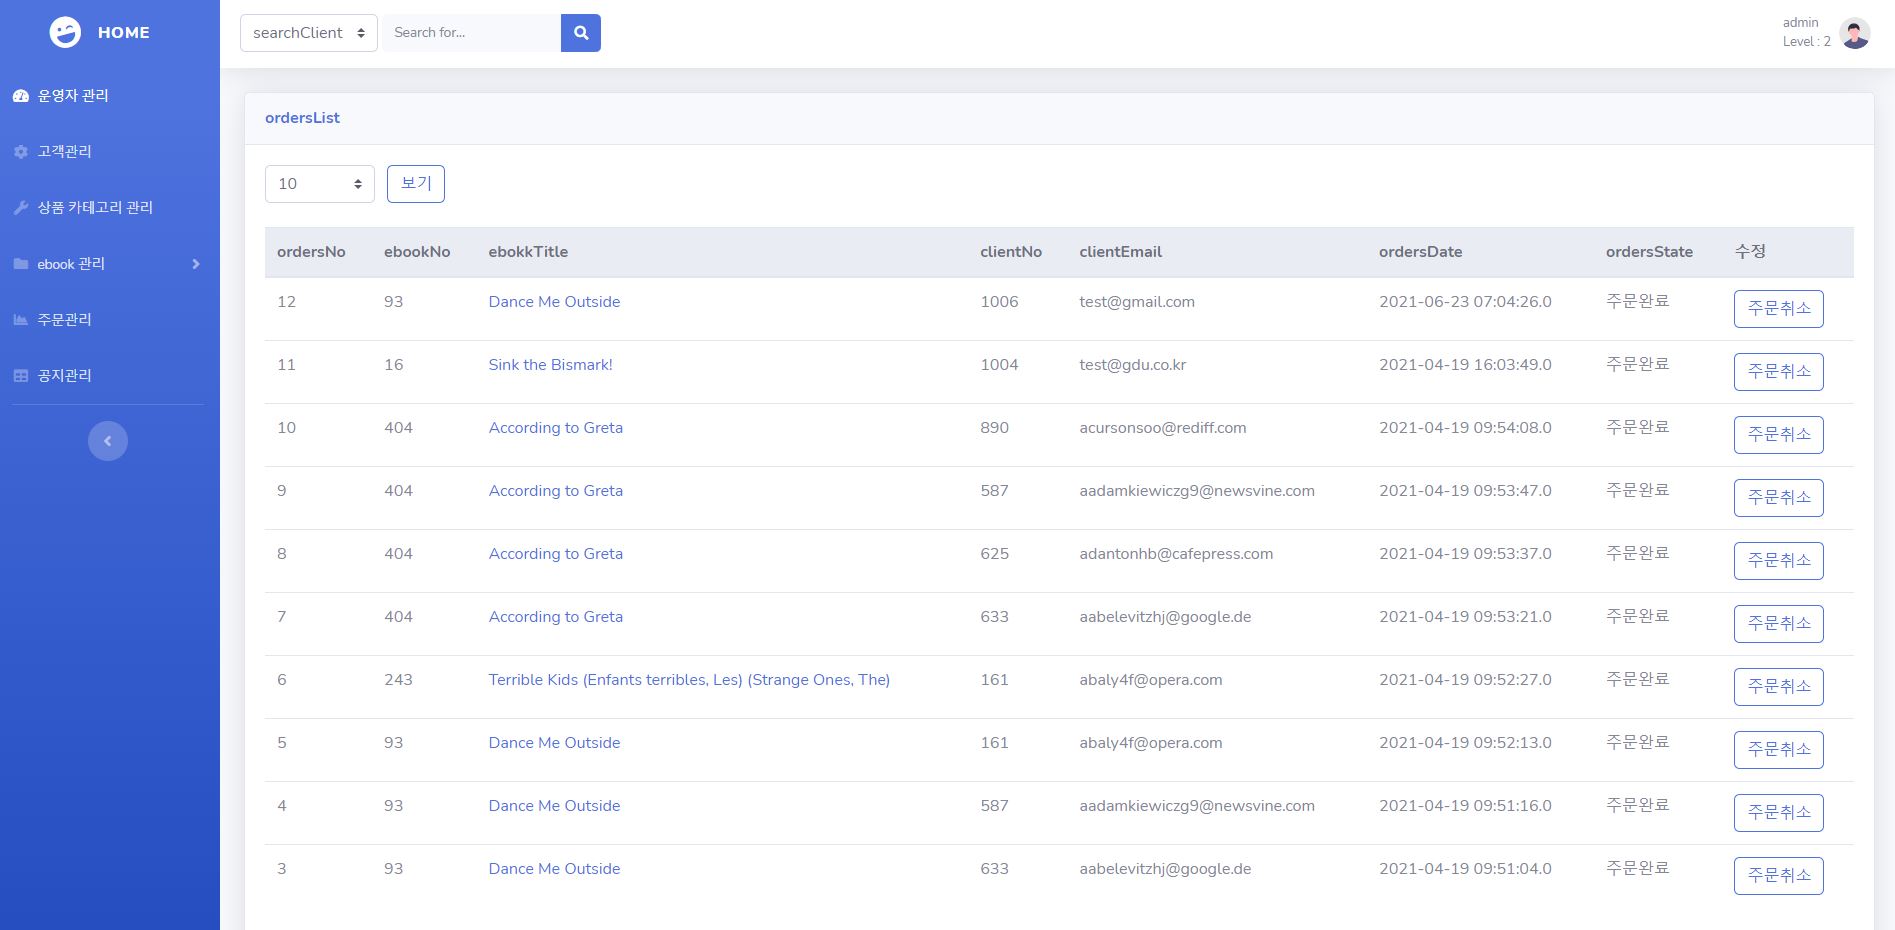 HOME
운영자 관리
고객관리
상품 카테고리 관리
ebook 관리
주문관리
공지관리
searchClient Search for...
admin
Level : 2
ordersList
10 보기
ordersNo ebookNo ebokkTitle clientNo clientEmail ordersDate ordersState 수정
12 93 Dance Me Outside 1006 test@gmail.com 2021-06-23 07:04:26.0 주문완료 주문취소
11 16 Sink the Bismark! 1004 test@gdu.co.kr 2021-04-19 16:03:49.0 주문완료 주문취소
10 404 According to Greta 890 acursonsoo@rediff.com 2021-04-19 09:54:08.0 주문완료 주문취소
9 404 According to Greta 587 aadamkiewiczg9@newsvine.com 2021-04-19 09:53:47.0 주문완료 주문취소
8 404 According to Greta 625 adantonhb@cafepress.com 2021-04-19 09:53:37.0 주문완료 주문취소
7 404 According to Greta 633 aabelevitzhj@google.de 2021-04-19 09:53:21.0 주문완료 주문취소
6 243 Terrible Kids (Enfants terribles, Les) (Strange Ones, The) 161 abaly4f@opera.com 2021-04-19 09:52:27.0 주문완료 주문취소
5 93 Dance Me Outside 161 abaly4f@opera.com 2021-04-19 09:52:13.0 주문완료 주문취소
4 93 Dance Me Outside 587 aadamkiewiczg9@newsvine.com 2021-04-19 09:51:16.0 주문완료 주문취소
3 93 Dance Me Outside 633 aabelevitzhj@google.de 2021-04-19 09:51:04.0 주문완료 주문취소